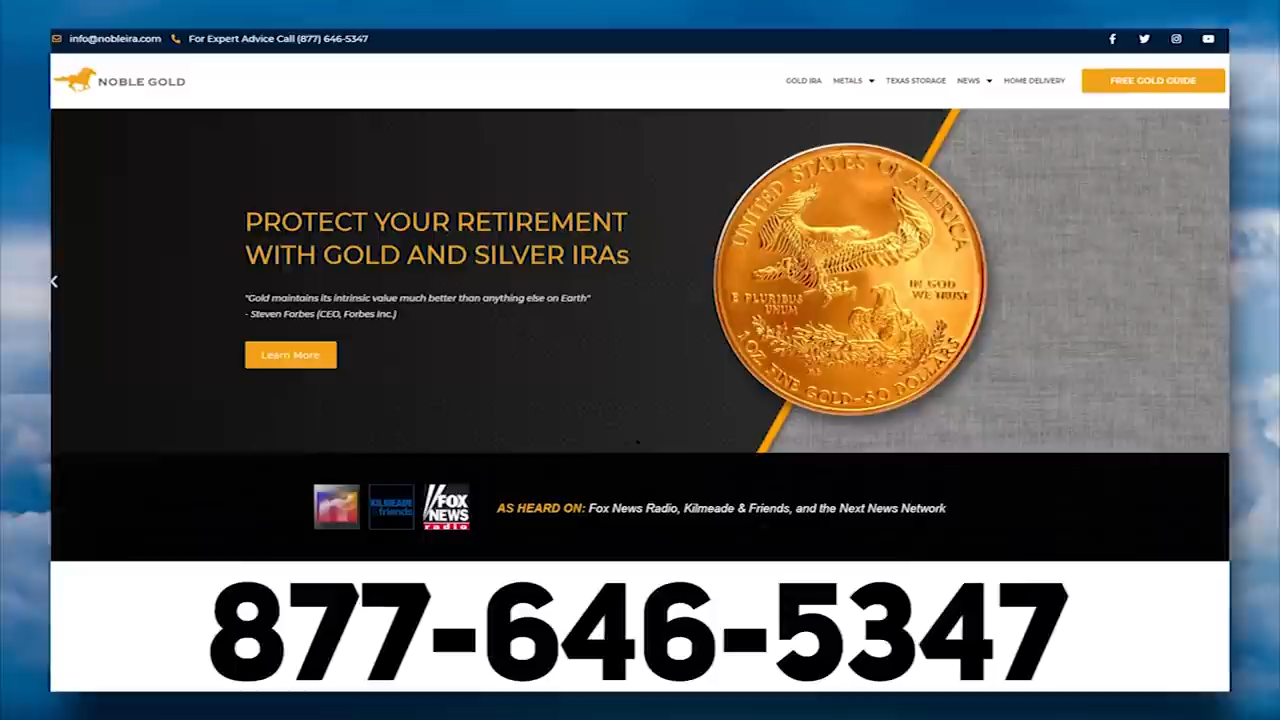 info@nobleira.com For Expert Advice Call (877) 646-5347
NOBLE GOLD
GOLD IRA METALS TEXAS STORAGE NEWS HOME DELIVERY FREE GOLD GUIDE
PROTECT YOUR RETIREMENT
WITH GOLD AND SILVER IRAs
"Gold maintains its intrinsic value much better than anything else on Earth"
- Steven Forbes (CEO, Forbes Inc.)
Learn More
UNITED STATES OF AMERICA
E PLURIBUS
UNUM
IN GOD
WE TRUST
1 OZ. FINE GOLD-50 DOLLARS
KILMEADE
&friends
FOX
NEWS
radio
AS HEARD ON: Fox News Radio, Kilmeade & Friends, and the Next News Network
877-646-5347